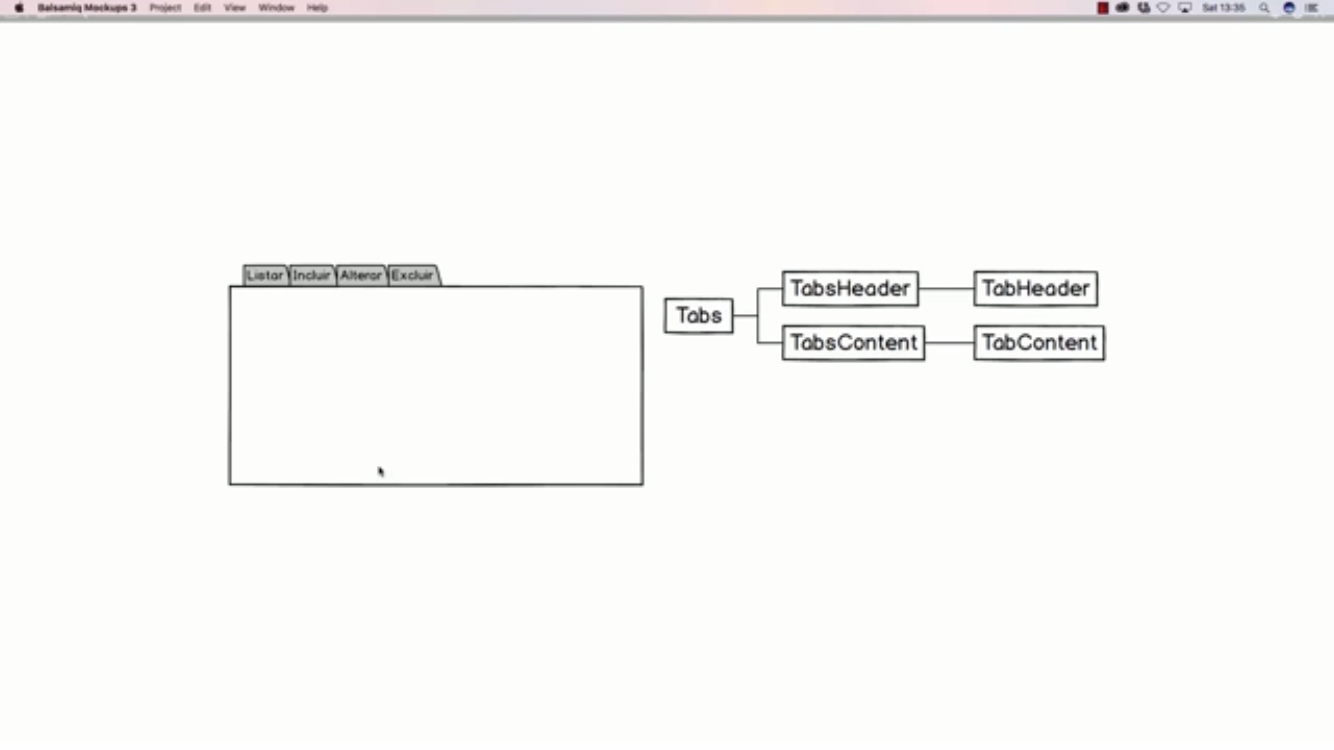 Balsamiq Mockups 3 Project Edit View Window Help Sat 13:35
Listar Incluir Alterar Excluir
TabsHeader TabHeader
Tabs
TabsContent TabContent